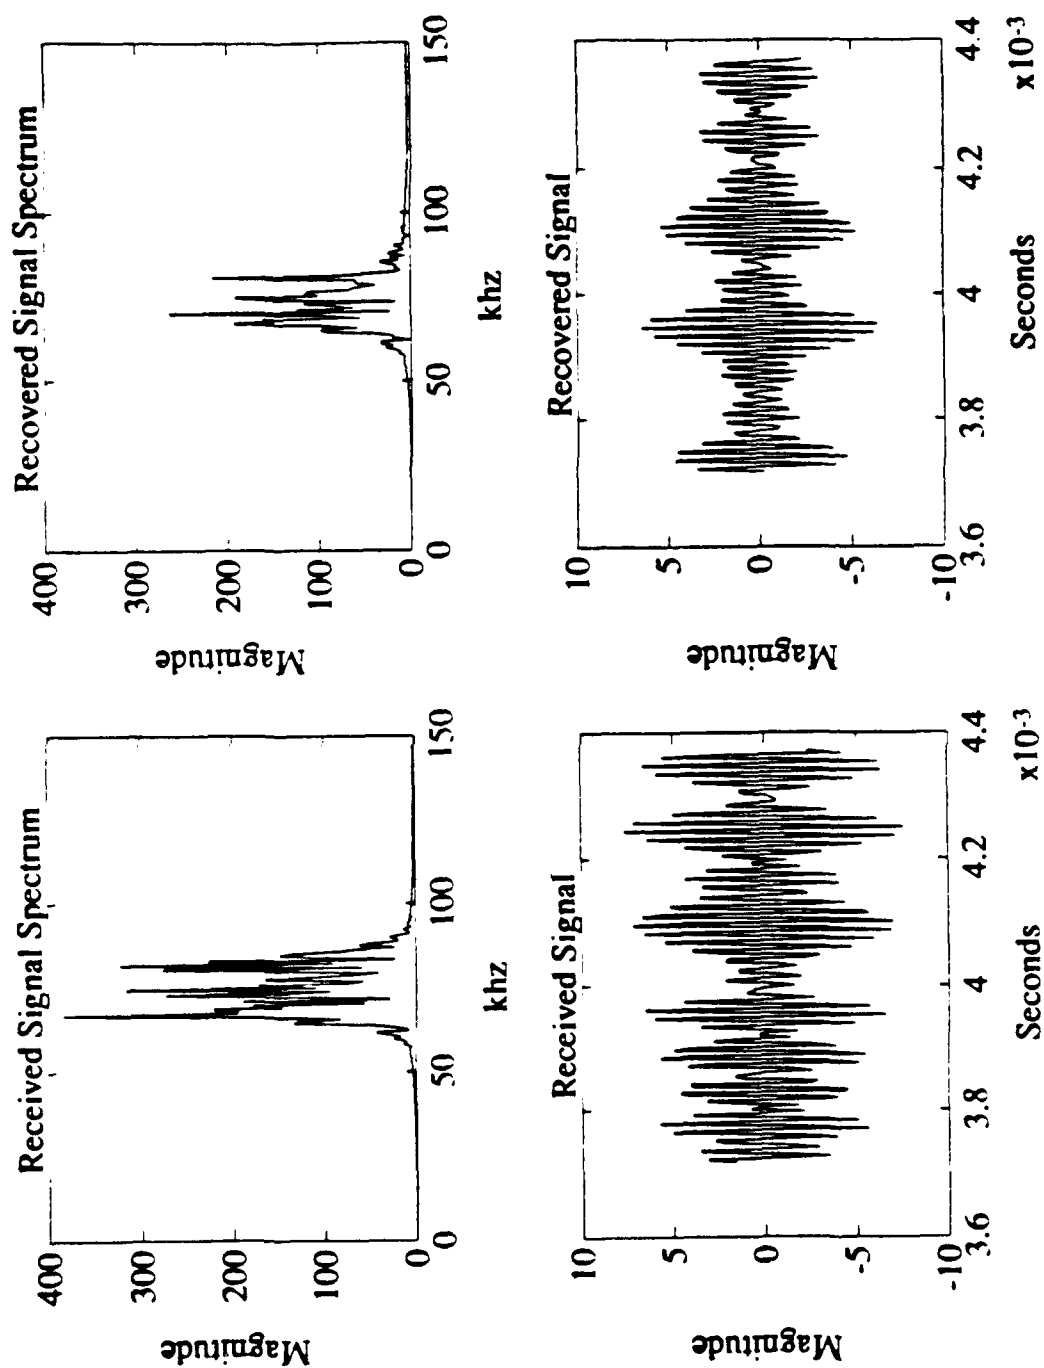 Received Signal Spectrum
Magnitude
400
300
200
100
0
0
50
100
150
khz
Recovered Signal Spectrum
Magnitude
400
300
200
100
0
0
50
100
150
khz
Received Signal
Magnitude
10
5
0
-5
-10
3.6
3.8
4
4.2
4.4
x10-3
Seconds
Recovered Signal
Magnitude
10
5
0
-5
-10
3.6
3.8
4
4.2
4.4
x10-3
Seconds